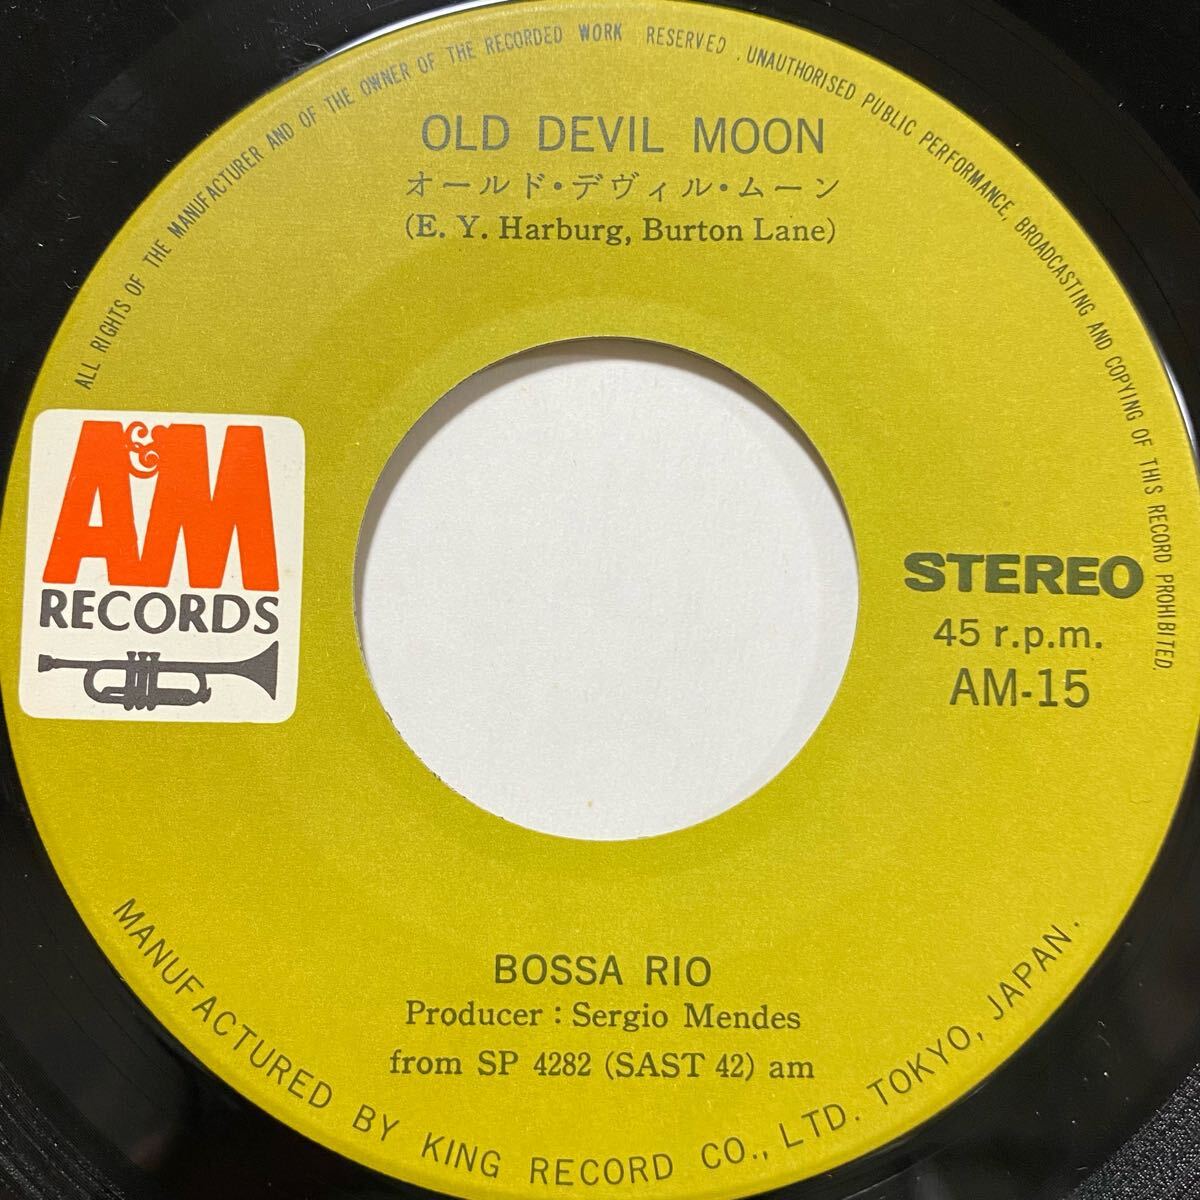 ALL RIGHTS OF THE MANUFACTURER AND OF THE OWNER OF THE RECORDED WORK RESERVED. UNAUTHORISED PUBLIC PERFORMANCE, BROADCASTING AND COPYING OF THIS RECORD PROHIBITED.
OLD DEVIL MOON
オールド・デヴィル・ムーン
(E. Y. Harburg, Burton Lane)
A&M
RECORDS
STEREO
45 r.p.m.
AM-15
BOSSA RIO
Producer : Sergio Mendes
from SP 4282 (SAST 42) am
MANUFACTURED BY KING RECORD CO., LTD. TOKYO, JAPAN.